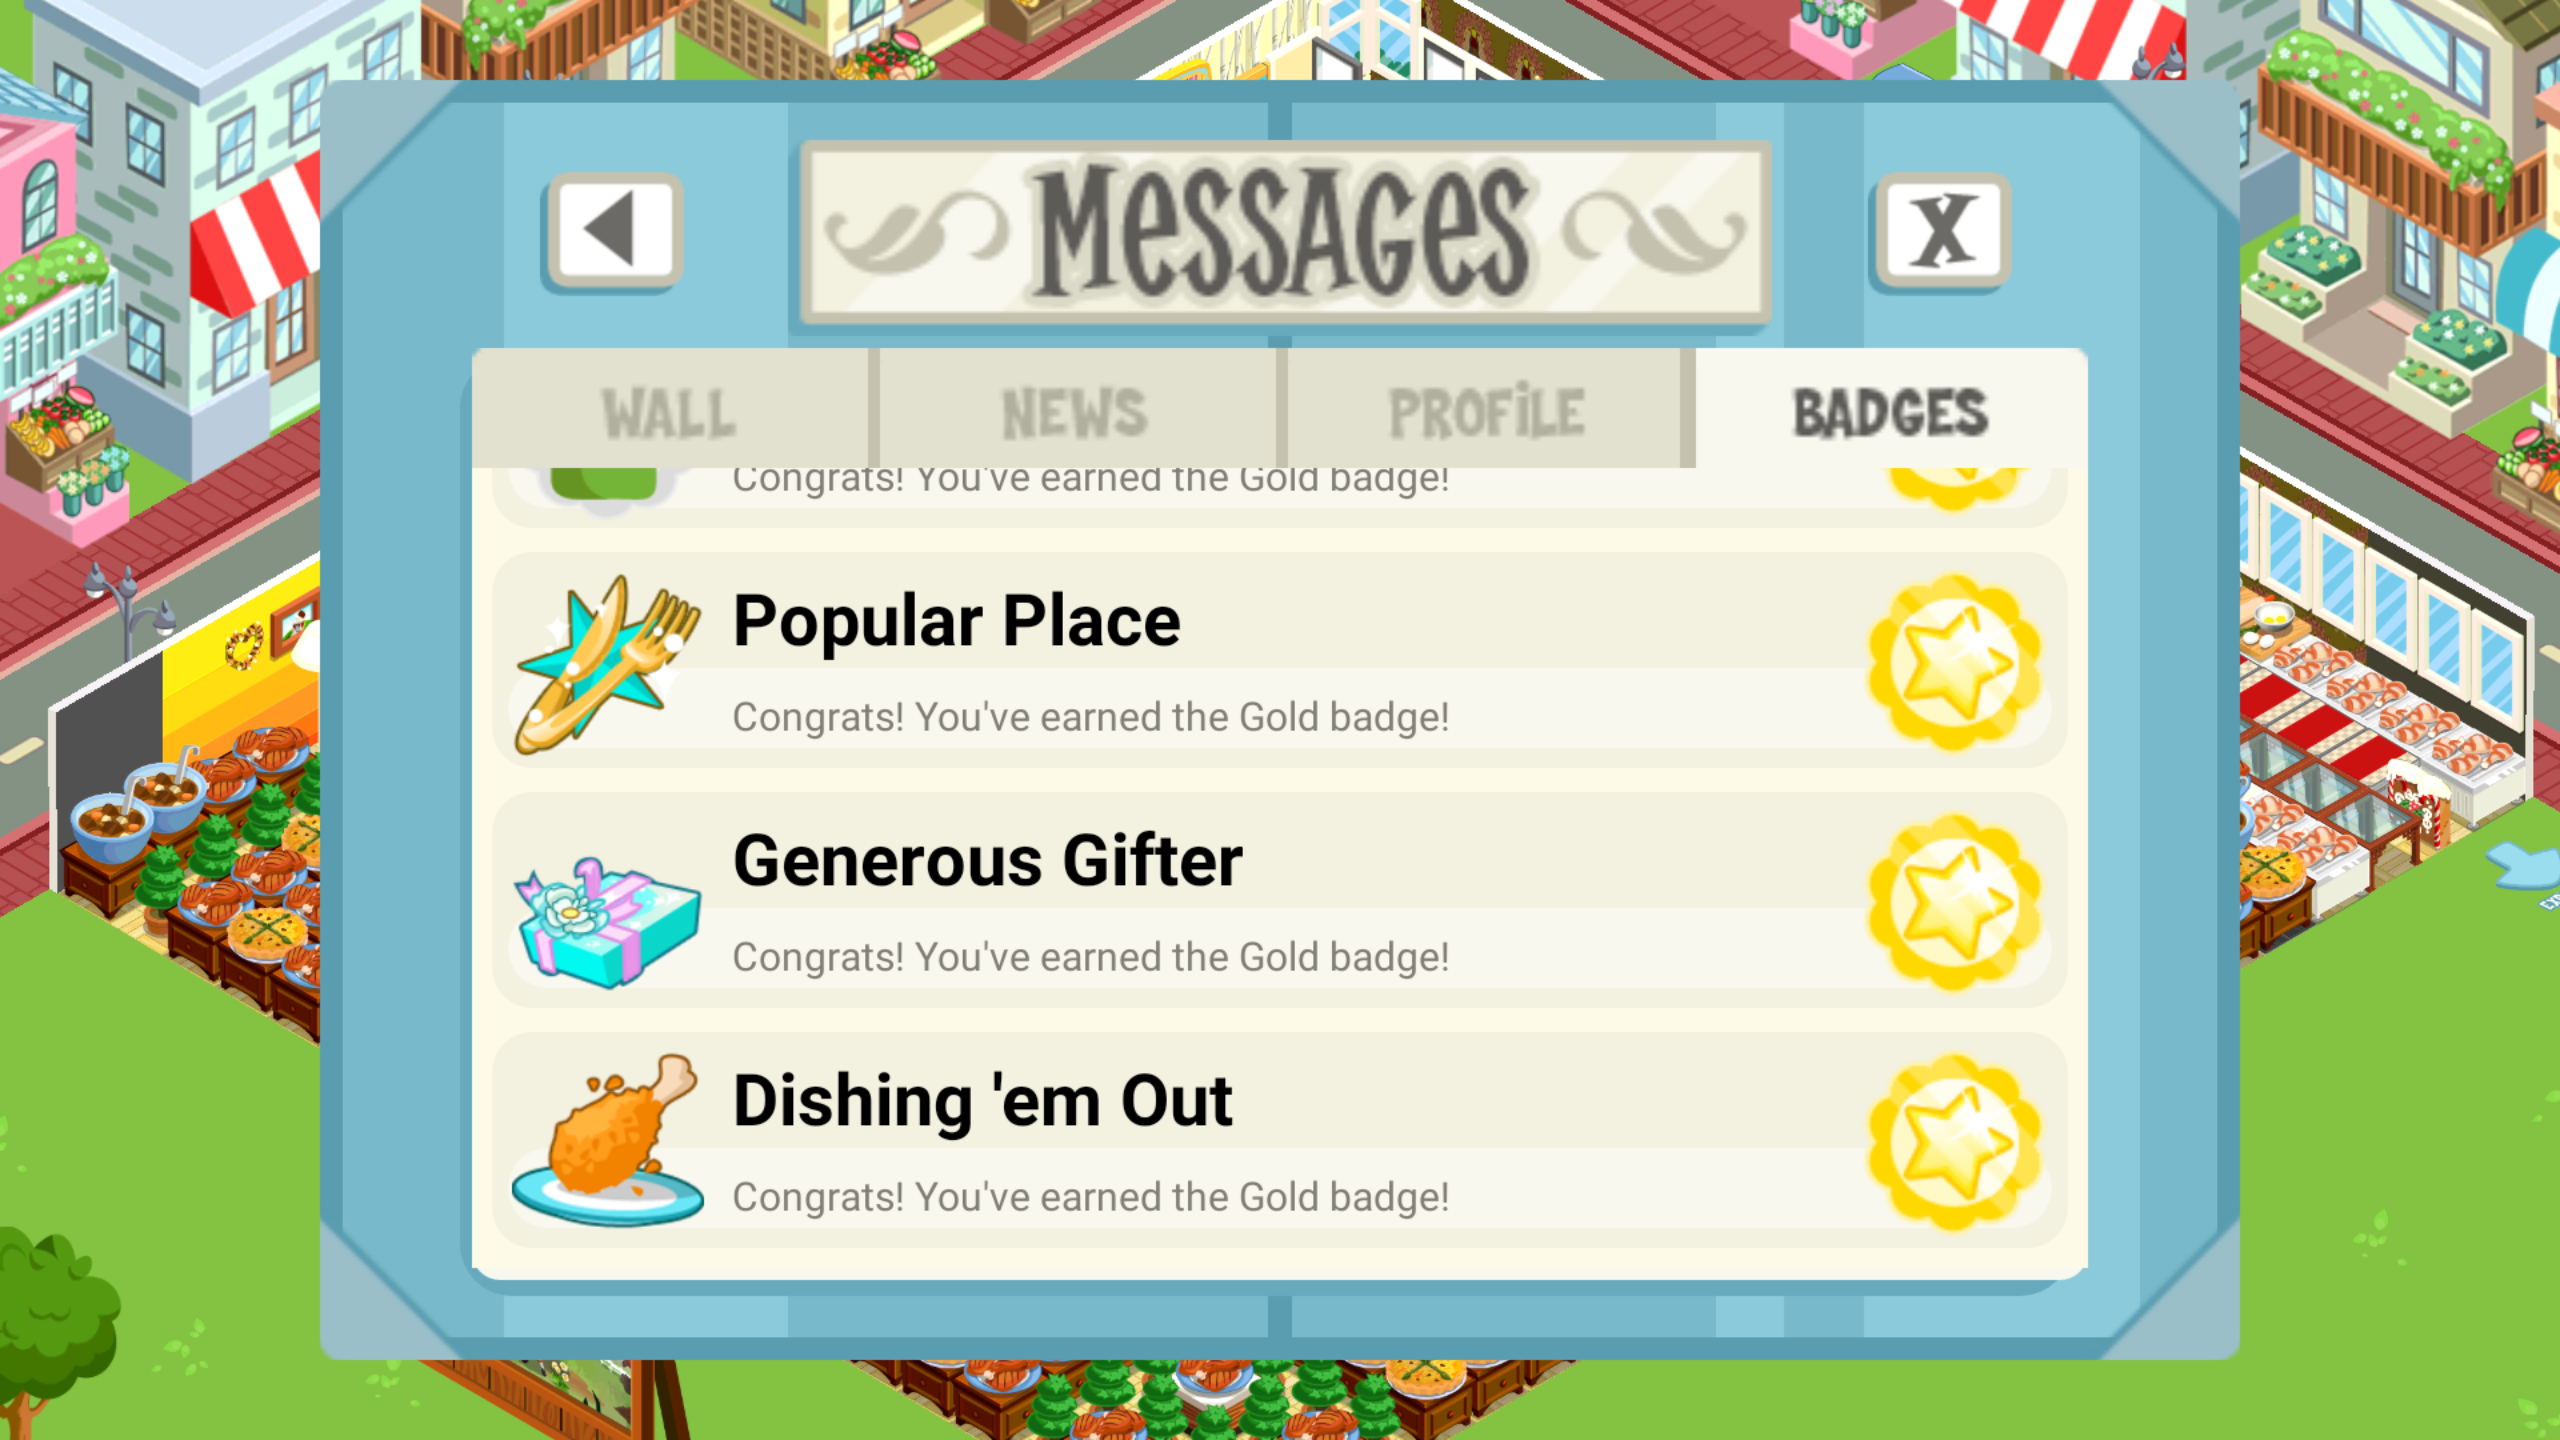 MESSAGES
X
WALL NEWS PROFILE BADGES
Congrats! You've earned the Gold badge!
Popular Place
Congrats! You've earned the Gold badge!
Generous Gifter
Congrats! You've earned the Gold badge!
Dishing 'em Out
Congrats! You've earned the Gold badge!